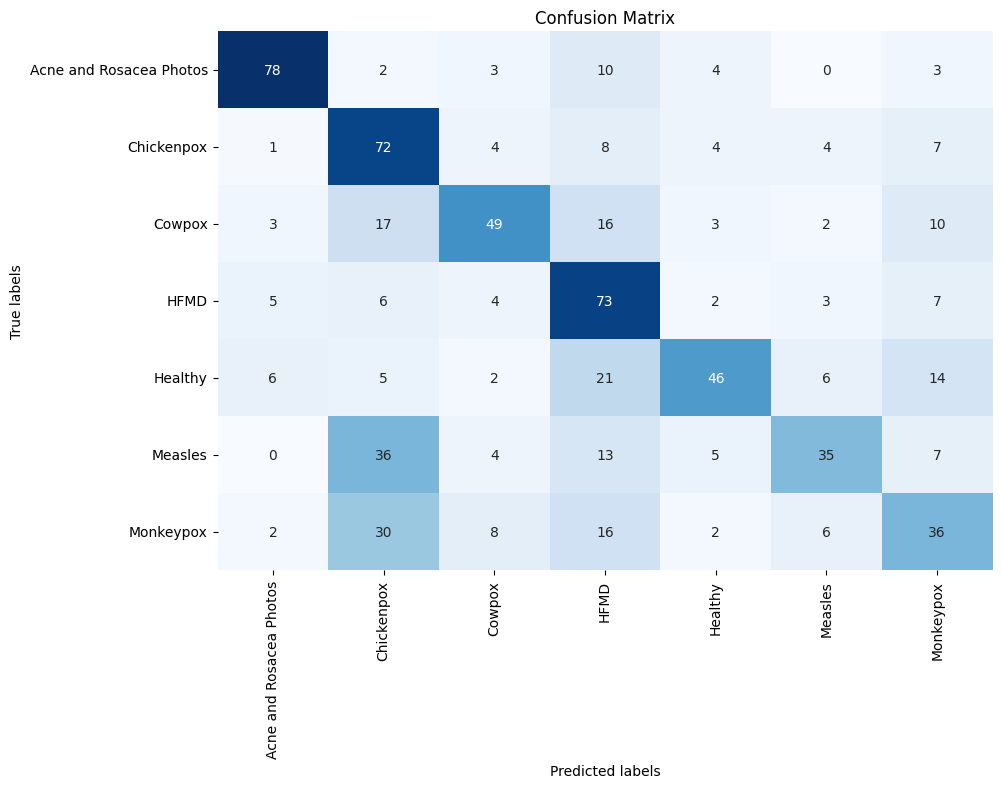 Confusion Matrix
Acne and Rosacea Photos 78 2 3 10 4 0 3
Chickenpox 1 72 4 8 4 4 7
Cowpox 3 17 49 16 3 2 10
HFMD 5 6 4 73 2 3 7
Healthy 6 5 2 21 46 6 14
Measles 0 36 4 13 5 35 7
Monkeypox 2 30 8 16 2 6 36
True labels
Acne and Rosacea Photos
Chickenpox
Cowpox
HFMD
Healthy
Measles
Monkeypox
Predicted labels